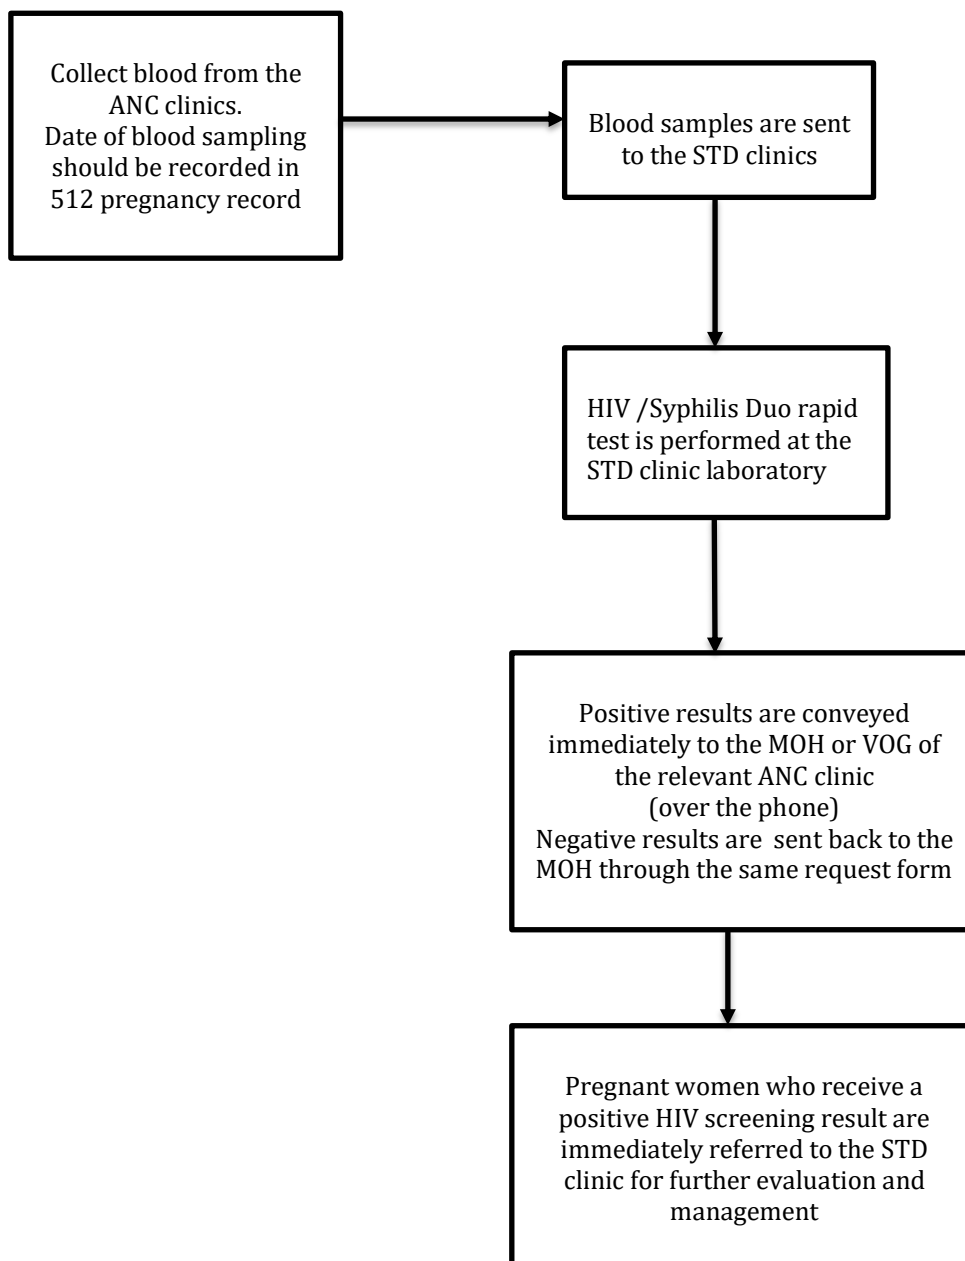 Collect blood from the
ANC clinics.
Date of blood sampling
should be recorded in
512 pregnancy record
Blood samples are sent
to the STD clinics
HIV /Syphilis Duo rapid
test is performed at the
STD clinic laboratory
Positive results are conveyed
immediately to the MOH or VOG of
the relevant ANC clinic
(over the phone)
Negative results are  sent back to the
MOH through the same request form
Pregnant women who receive a
positive HIV screening result are
immediately referred to the STD
clinic for further evaluation and
management